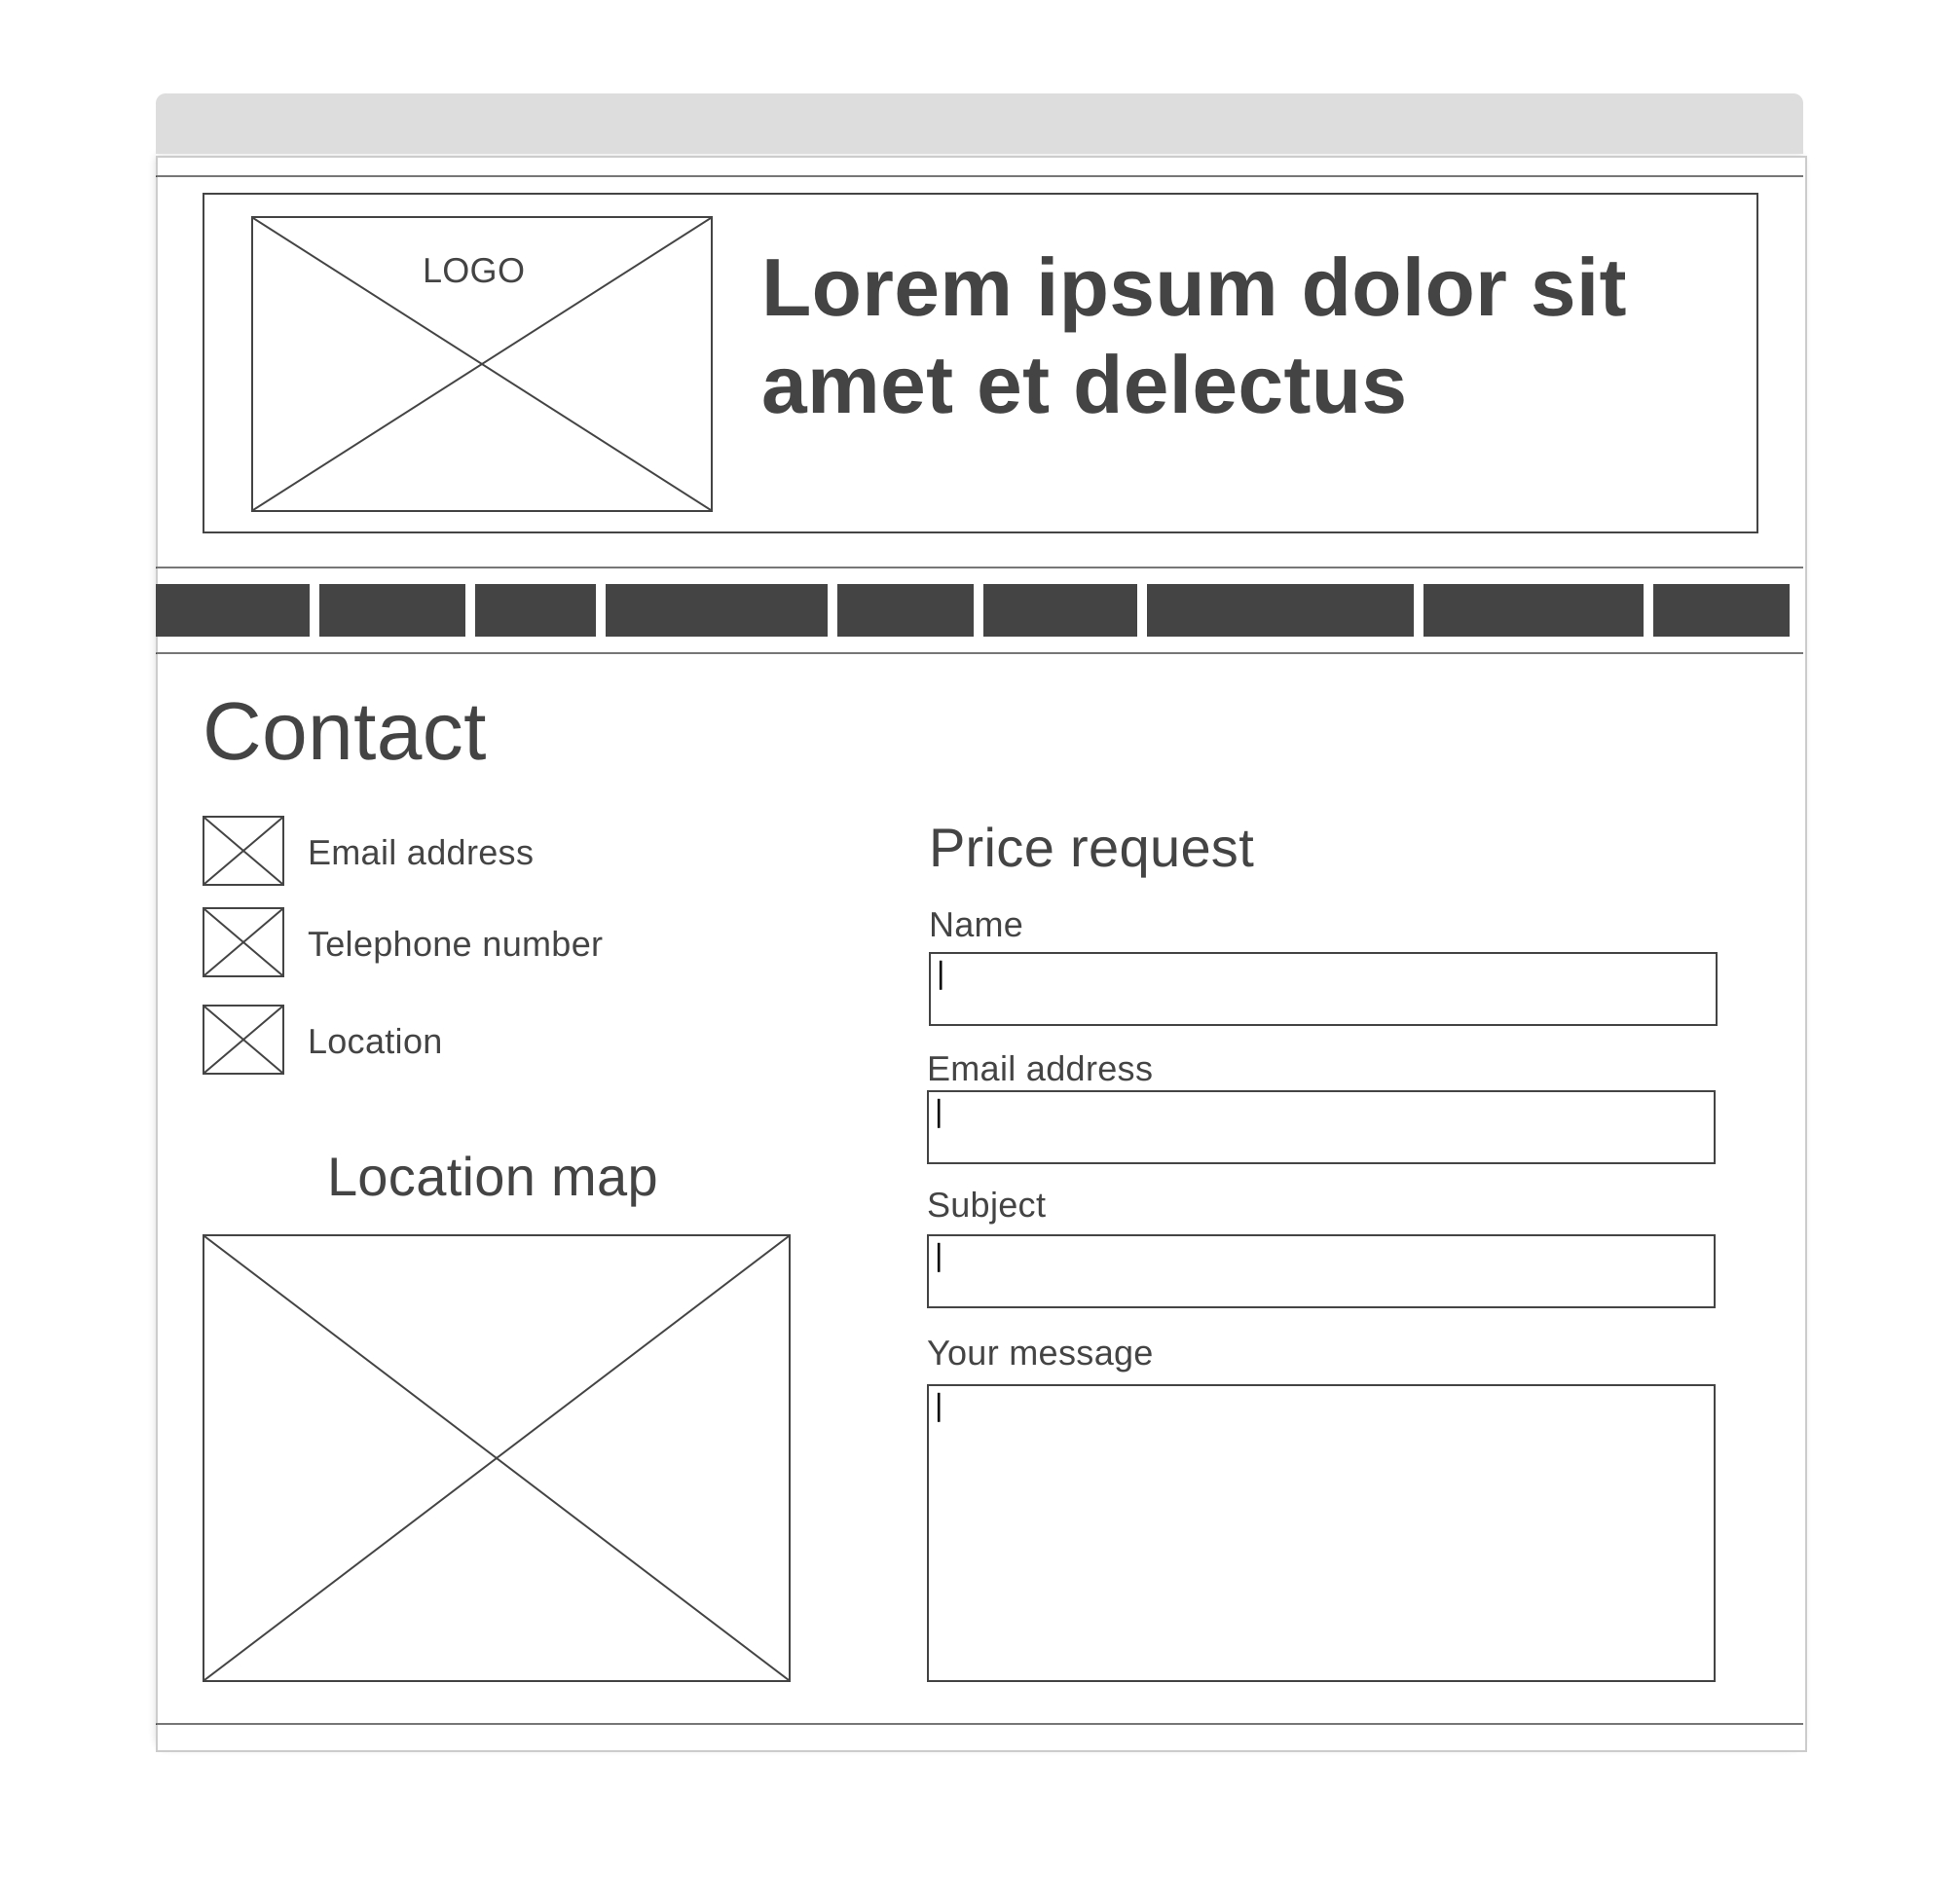 LOGO
Lorem ipsum dolor sit
amet et delectus
Contact
Email address
Telephone number
Location
Location map
Price request
Name
Email address
Subject
Your message